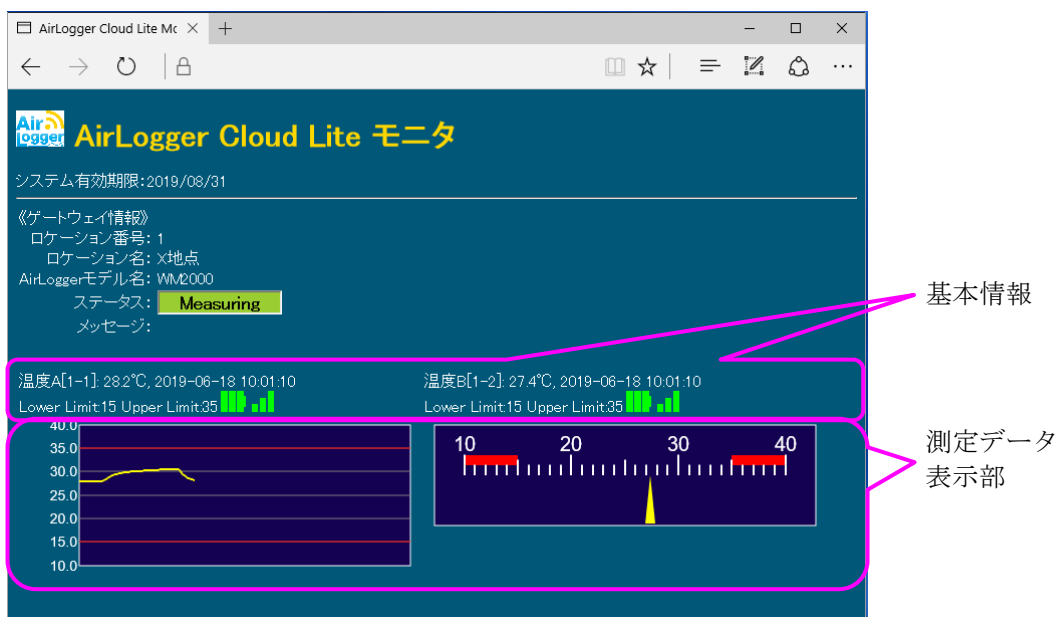 AirLogger Cloud Lite Mc
Air Logger
AirLogger Cloud Lite モニタ
システム有効期限:2019/08/31
《ゲートウェイ情報》
ロケーション番号: 1
ロケーション名: X地点
AirLoggerモデル名: WM2000
ステータス: Measuring
メッセージ:
基本情報
温度A[1-1]: 28.2℃, 2019-06-18 10:01:10
Lower Limit:15 Upper Limit:35
温度B[1-2]: 27.4℃, 2019-06-18 10:01:10
Lower Limit:15 Upper Limit:35
40.0
35.0
30.0
25.0
20.0
15.0
10.0
10 20 30 40
測定データ
表示部